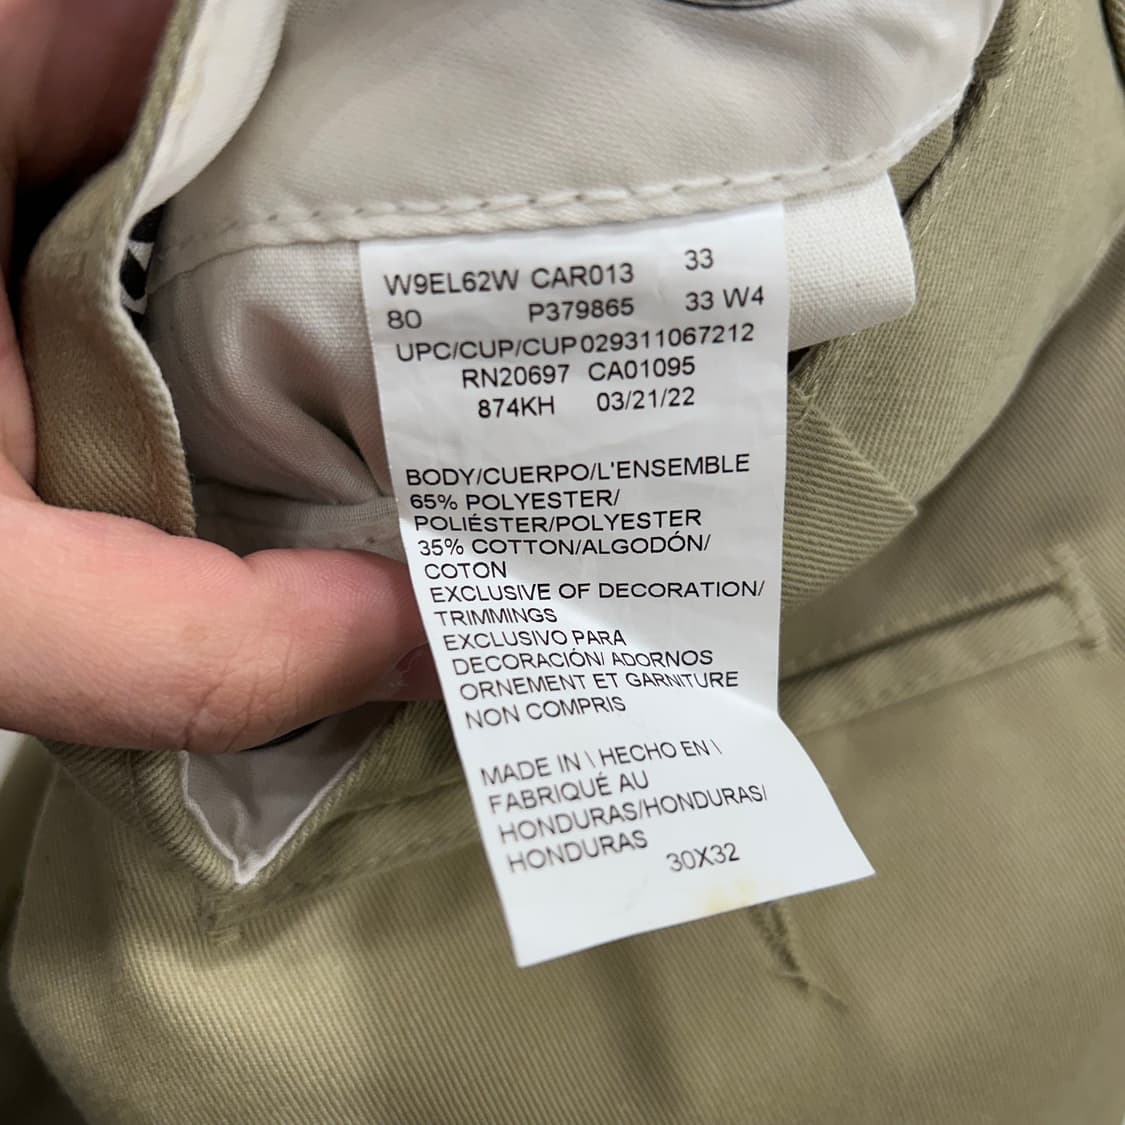 W9EL62W CAR013 33
80 P379865 33 W4
UPC/CUP/CUP 029311067212
RN20697 CA01095
874KH 03/21/22
BODY/CUERPO/L'ENSEMBLE
65% POLYESTER/
POLIÉSTER/POLYESTER
35% COTTON/ALGODÓN/
COTON
EXCLUSIVE OF DECORATION/
TRIMMINGS
EXCLUSIVO PARA
DECORACIÓN/ ADORNOS
ORNEMENT ET GARNITURE
NON COMPRIS
MADE IN \ HECHO EN \
FABRIQUÉ AU
HONDURAS/HONDURAS/
HONDURAS
30X32